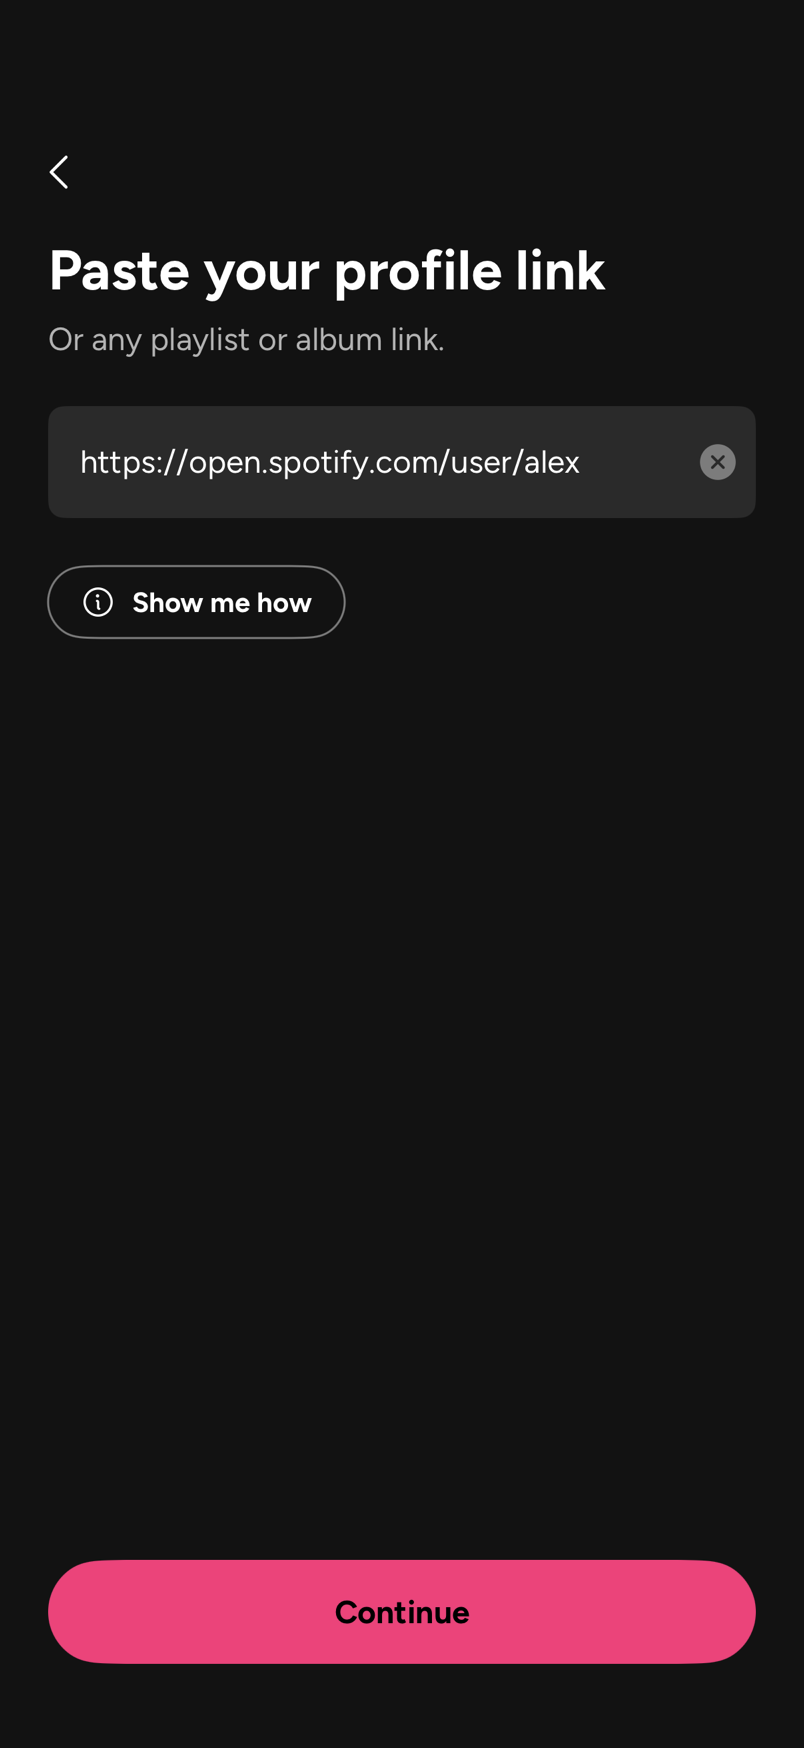 Paste your profile link
Or any playlist or album link.
https://open.spotify.com/user/alex
Show me how
Continue